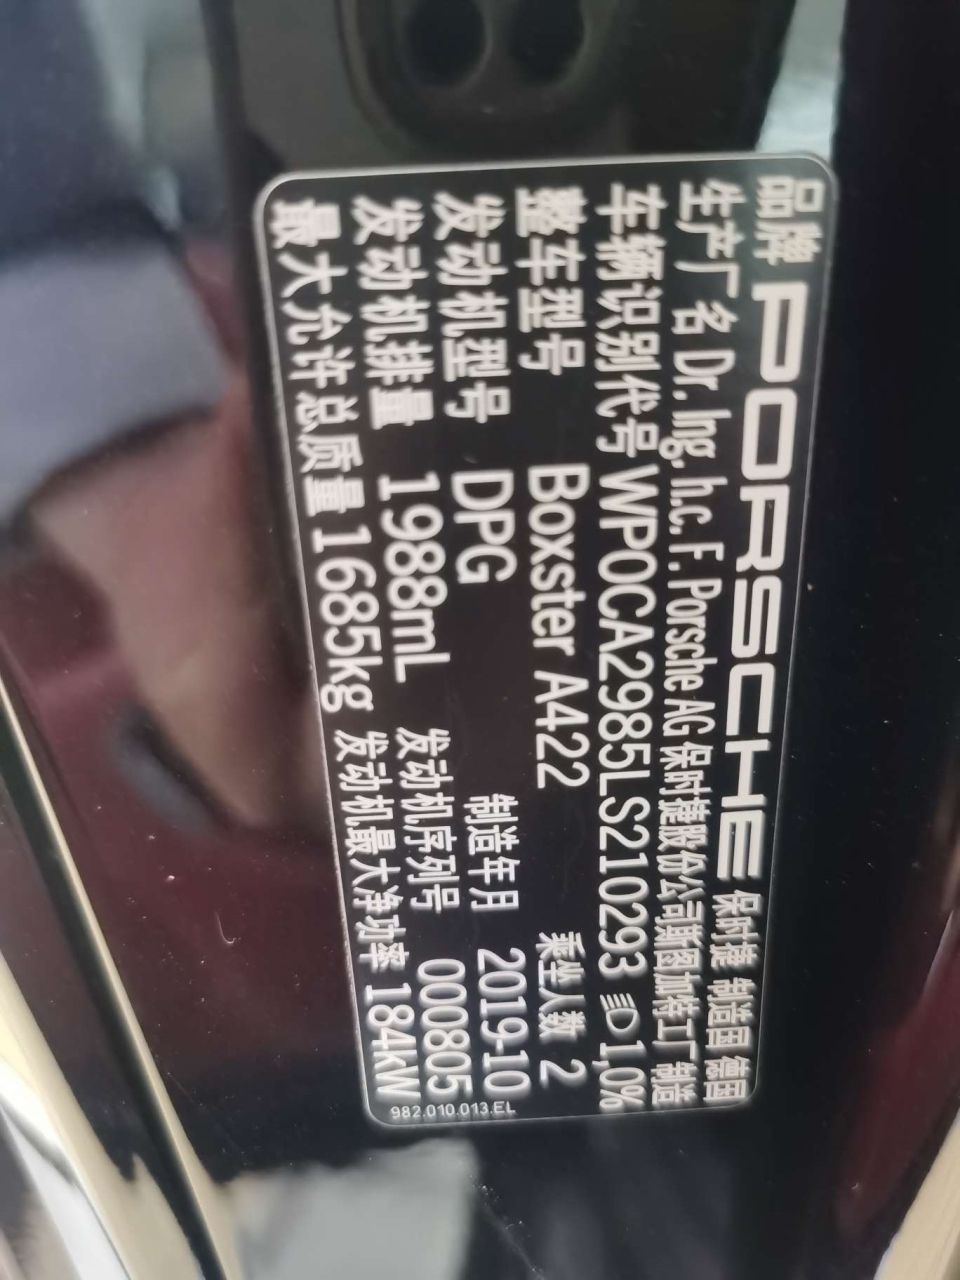 品牌 PORSCHE 保时捷 制造国 德国
生产厂名 Dr. Ing. h.c. F. Porsche AG 保时捷股份公司斯图加特工厂制造
车辆识别代号 WP0CA2985LS210293 1,0%
整车型号 Boxster A422 乘坐人数 2
发动机型号 DPG 制造年月 2019-10
发动机排量 1988mL 发动机序列号 000805
最大允许总质量 1685kg 发动机最大净功率 184kW
982.010.013.EL